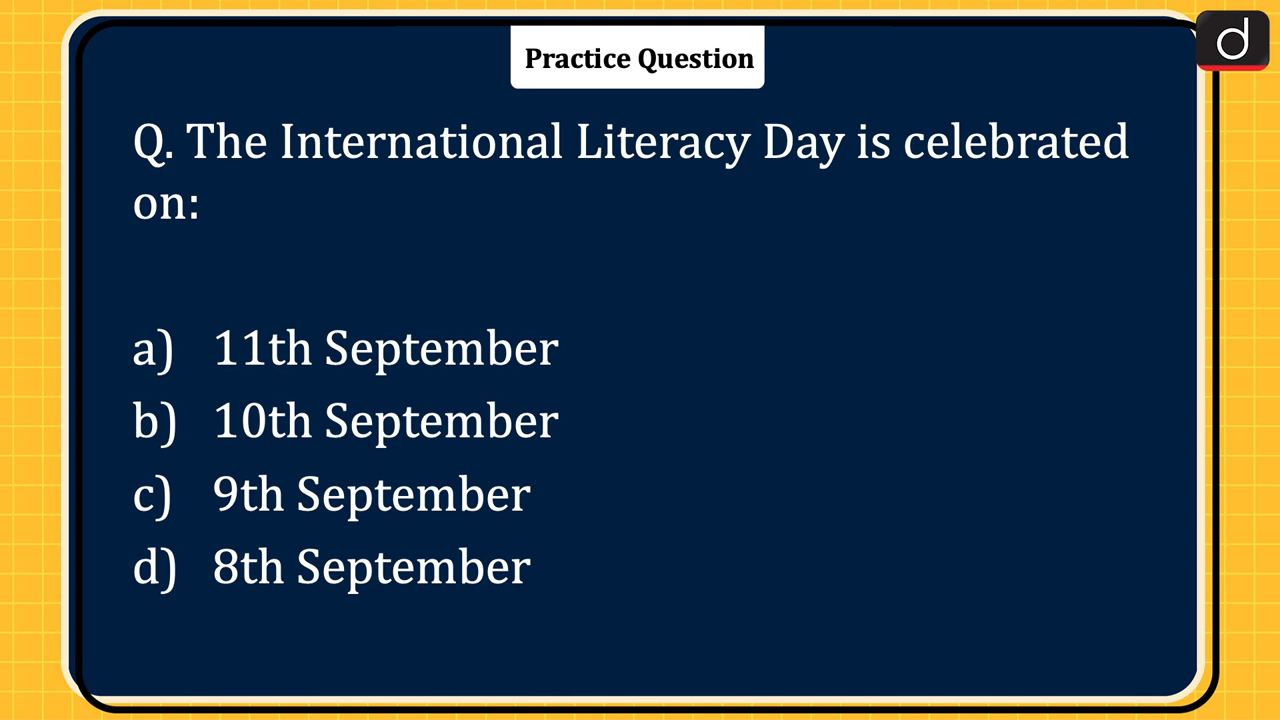 Practice Question
d
Q. The International Literacy Day is celebrated
on:
a) 11th September
b) 10th September
c) 9th September
d) 8th September